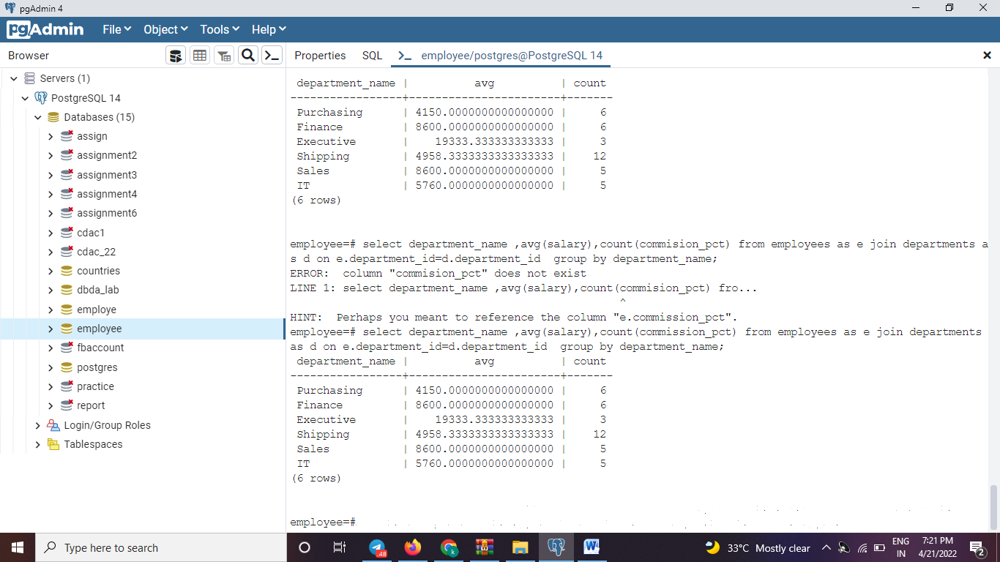 pgAdmin 4
pgAdmin File Object Tools Help
Browser
Properties SQL employee/postgres@PostgreSQL 14
Servers (1)
PostgreSQL 14
Databases (15)
assign
assignment2
assignment3
assignment4
assignment6
cdac1
cdac_22
countries
dbda_lab
employe
employee
fbaccount
postgres
practice
report
Login/Group Roles
Tablespaces
department_name | avg | count
-----------------+-----------------------+-------
Purchasing | 4150.0000000000000000 | 6
Finance | 8600.0000000000000000 | 6
Executive | 19333.333333333333 | 3
Shipping | 4958.3333333333333333 | 12
Sales | 8600.0000000000000000 | 5
IT | 5760.0000000000000000 | 5
(6 rows)
employee=# select department_name ,avg(salary),count(commision_pct) from employees as e join departments a
s d on e.department_id=d.department_id  group by department_name;
ERROR:  column "commision_pct" does not exist
LINE 1: select department_name ,avg(salary),count(commision_pct) fro...
^
HINT:  Perhaps you meant to reference the column "e.commission_pct".
employee=# select department_name ,avg(salary),count(commission_pct) from employees as e join departments
as d on e.department_id=d.department_id  group by department_name;
department_name | avg | count
-----------------+-----------------------+-------
Purchasing | 4150.0000000000000000 | 6
Finance | 8600.0000000000000000 | 6
Executive | 19333.333333333333 | 3
Shipping | 4958.3333333333333333 | 12
Sales | 8600.0000000000000000 | 5
IT | 5760.0000000000000000 | 5
(6 rows)
employee=#
Type here to search
48
k
W
33°C Mostly clear
ENG
IN
7:21 PM
4/21/2022
2